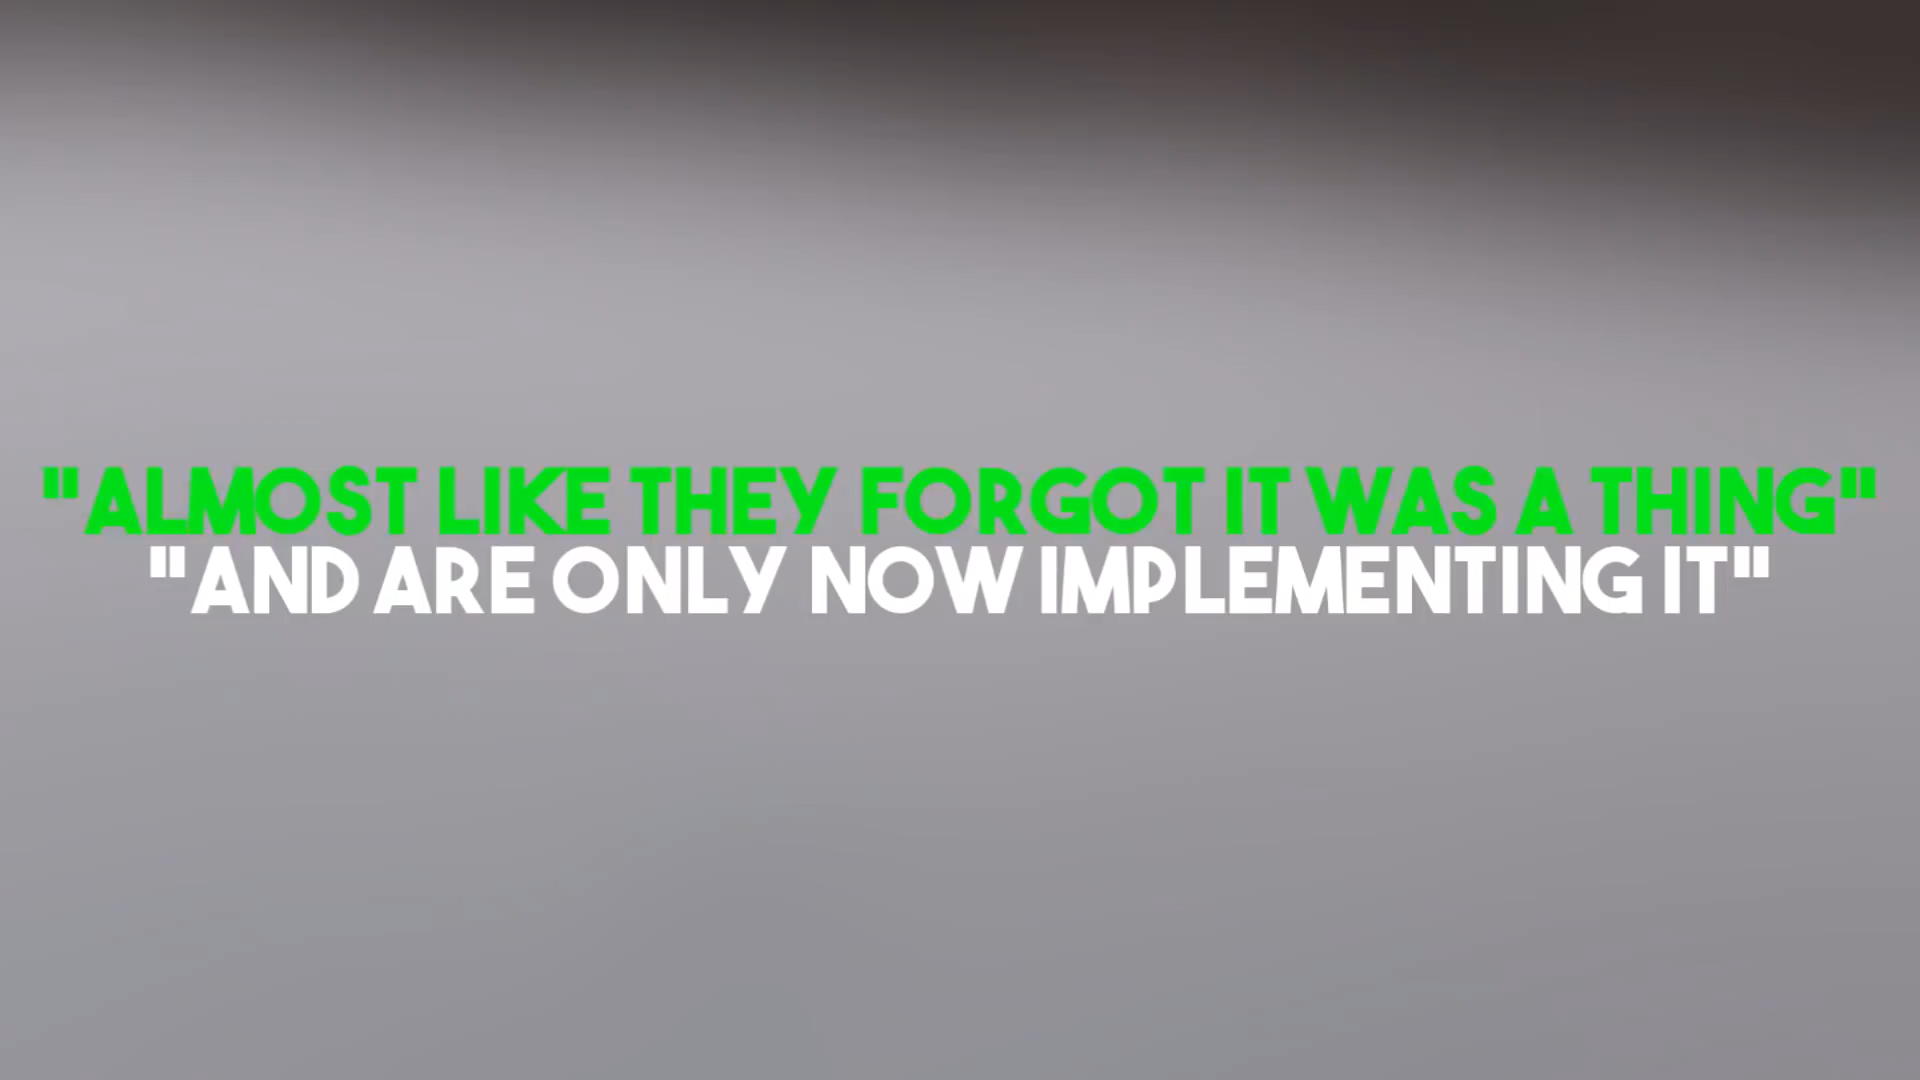 "ALMOST LIKE THEY FORGOT IT WAS A THING"
"AND ARE ONLY NOW IMPLEMENTING IT"